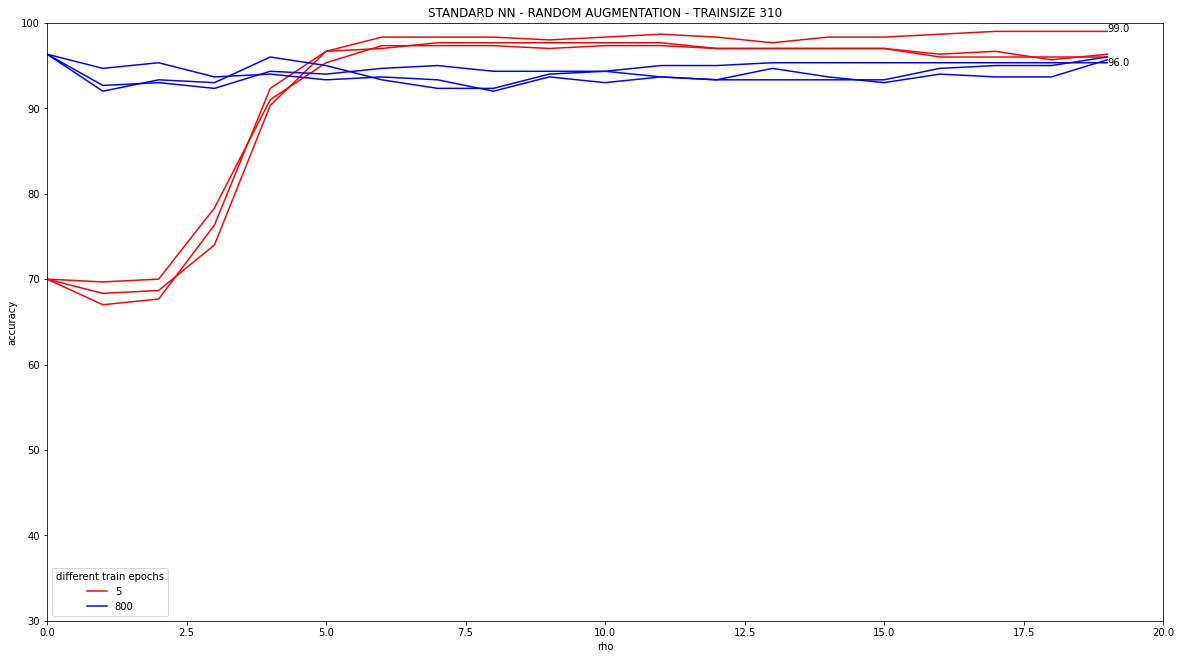 STANDARD NN - RANDOM AUGMENTATION - TRAINSIZE 310
100
90
80
70
60
50
40
30
accuracy
99.0
96.0
different train epochs
5
800
0.0 2.5 5.0 7.5 10.0 12.5 15.0 17.5 20.0
rho